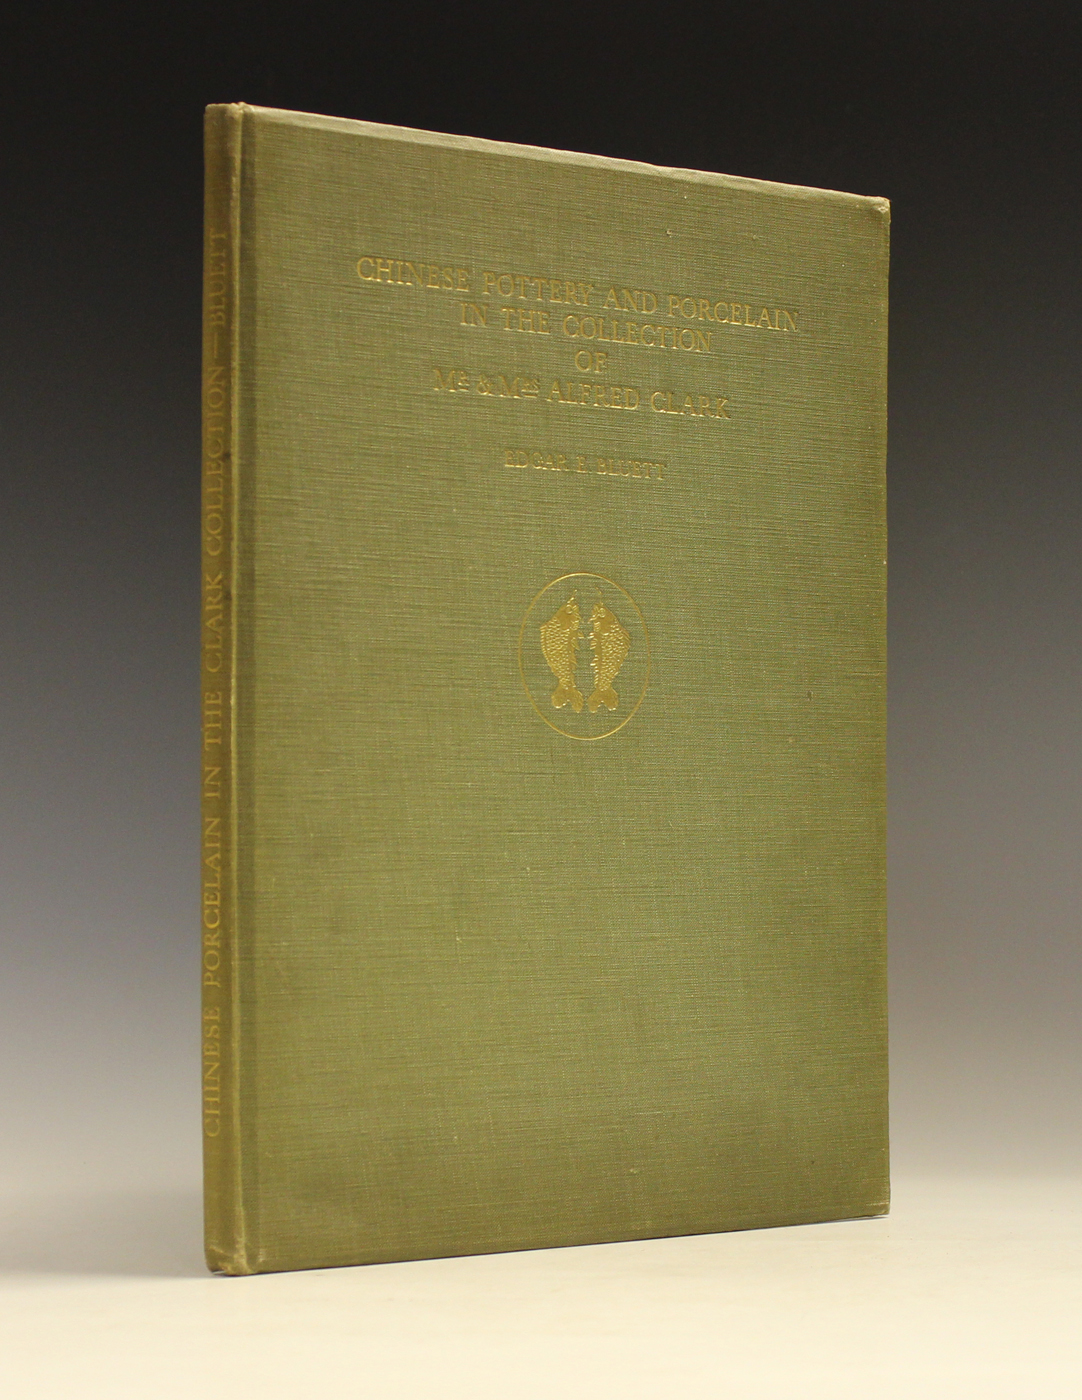 CHINESE POTTERY AND PORCELAIN
IN THE COLLECTION
OF
Mr & Mrs ALFRED CLARK
EDGAR E. BLUETT
CHINESE PORCELAIN IN THE CLARK COLLECTION — BLUETT